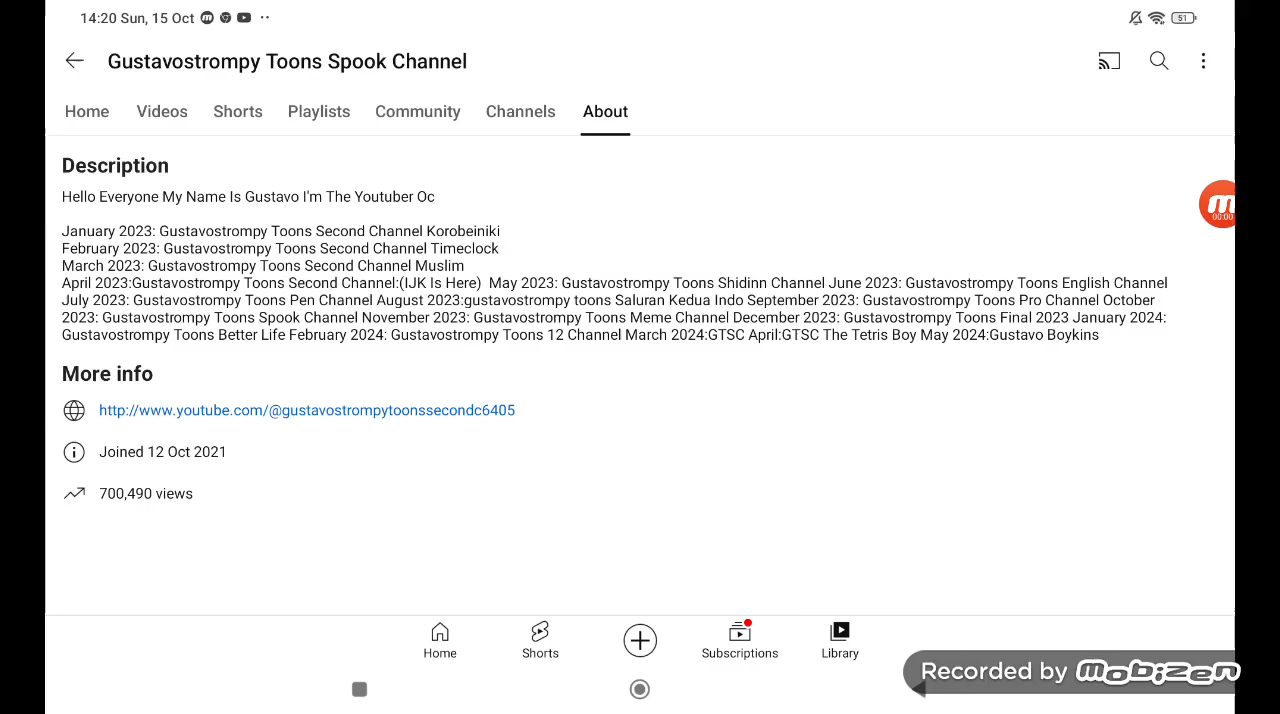 14:20 Sun, 15 Oct
51
Gustavostrompy Toons Spook Channel
Home Videos Shorts Playlists Community Channels About
Description
Hello Everyone My Name Is Gustavo I'm The Youtuber Oc
January 2023: Gustavostrompy Toons Second Channel Korobeiniki
February 2023: Gustavostrompy Toons Second Channel Timeclock
March 2023: Gustavostrompy Toons Second Channel Muslim
April 2023:Gustavostrompy Toons Second Channel:(IJK Is Here)  May 2023: Gustavostrompy Toons Shidinn Channel June 2023: Gustavostrompy Toons English Channel
July 2023: Gustavostrompy Toons Pen Channel August 2023:gustavostrompy toons Saluran Kedua Indo September 2023: Gustavostrompy Toons Pro Channel October
2023: Gustavostrompy Toons Spook Channel November 2023: Gustavostrompy Toons Meme Channel December 2023: Gustavostrompy Toons Final 2023 January 2024:
Gustavostrompy Toons Better Life February 2024: Gustavostrompy Toons 12 Channel March 2024:GTSC April:GTSC The Tetris Boy May 2024:Gustavo Boykins
00:00
More info
http://www.youtube.com/@gustavostrompytoonssecondc6405
Joined 12 Oct 2021
700,490 views
Home Shorts Subscriptions Library
Recorded by mobizen